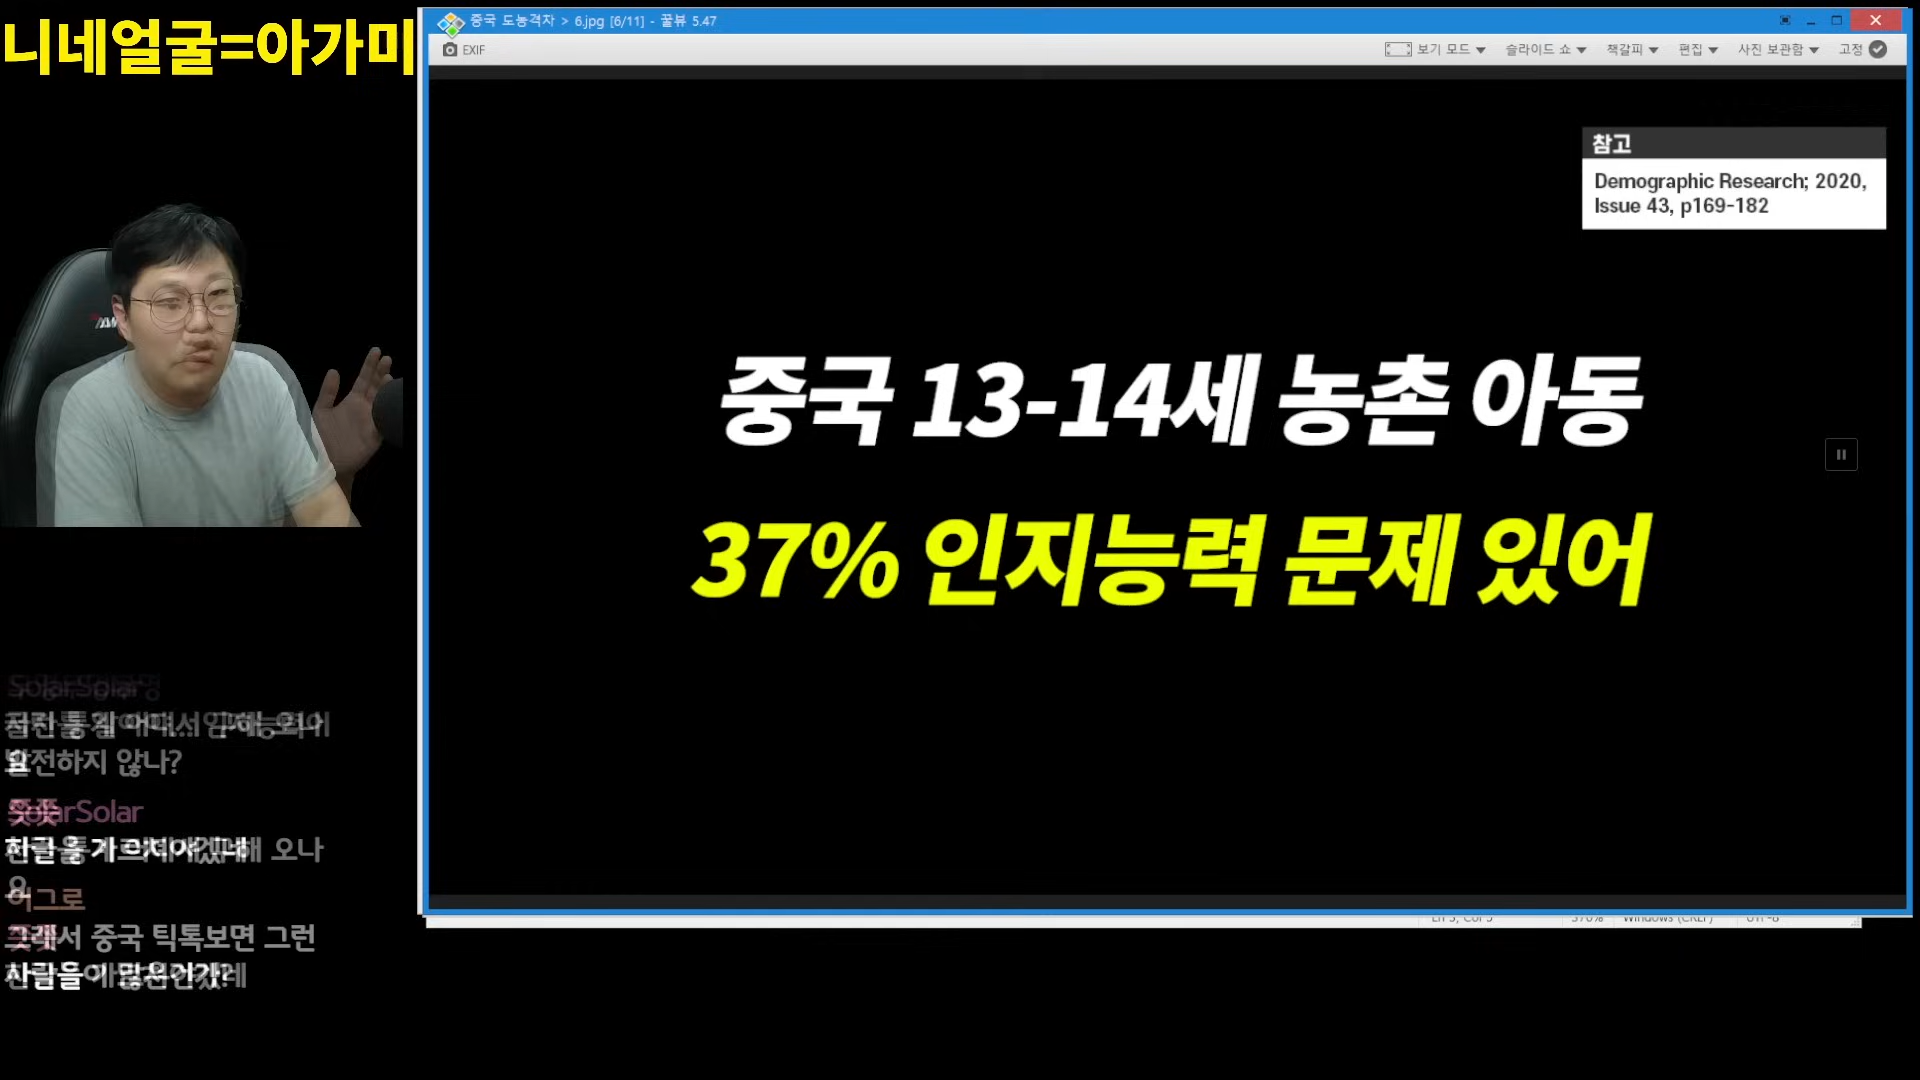 니네얼굴=아가미
중국 도농격차 > 6.jpg [6/11] - 꿀뷰 5.47
EXIF
보기 모드
슬라이드 쇼
책갈피
편집
사진 보관함
고정
참고
Demographic Research; 2020,
Issue 43, p169-182
중국 13-14세 농촌 아동
37% 인지능력 문제 있어
발전하지 않나?
SolarSolar
오나
그래서 중국 틱톡보면 그런